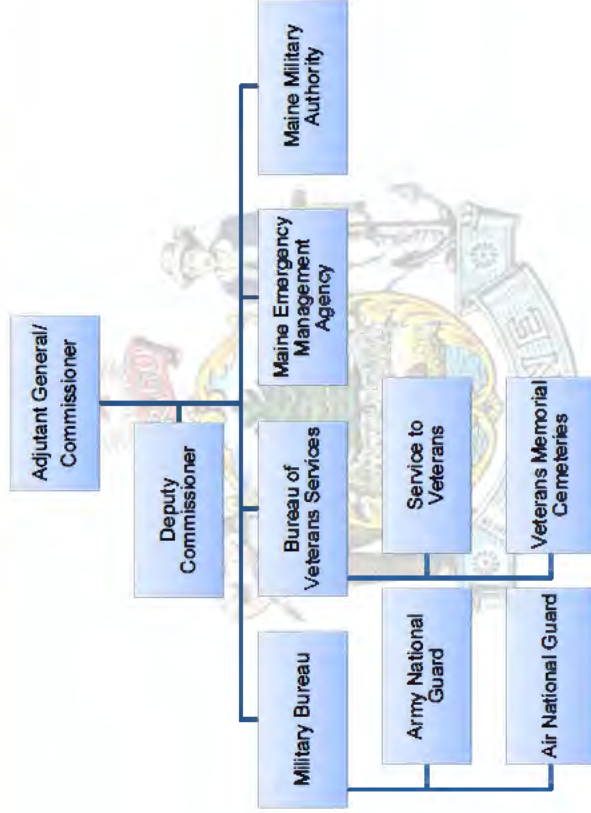 Adjutant General/
Commissioner
Deputy
Commissioner
Military Bureau
Bureau of
Veterans Services
Maine Emergency
Management
Agency
Maine Military
Authority
Army National
Guard
Service to
Veterans
Air National Guard
Veterans Memorial
Cemeteries